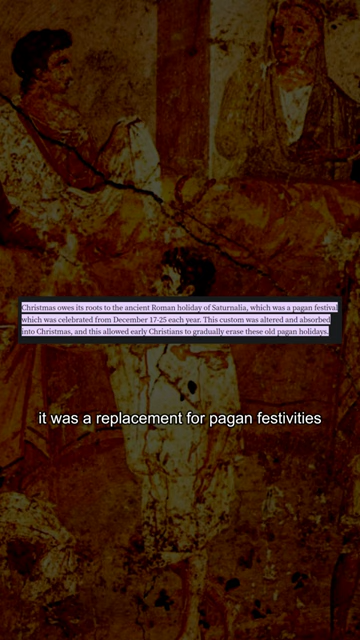 Christmas owes its roots to the ancient Roman holiday of Saturnalia, which was a pagan festival
which was celebrated from December 17-25 each year. This custom was altered and absorbed
into Christmas, and this allowed early Christians to gradually erase these old pagan holidays.
it was a replacement for pagan festivities